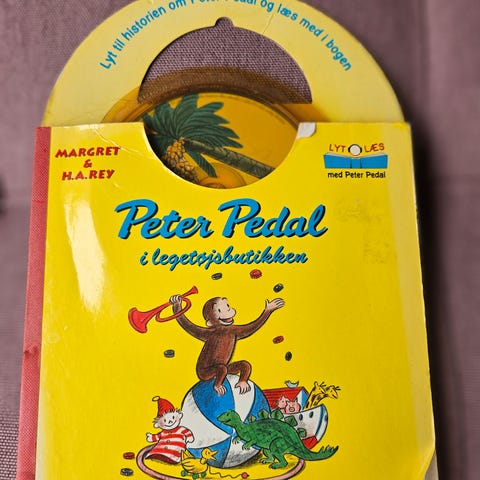 Lyt til historien om Peter Pedal og læs med i bogen
MARGRET
&
H.A.REY
LYT & LÆS
med Peter Pedal
Peter Pedal
i legetøjsbutikken